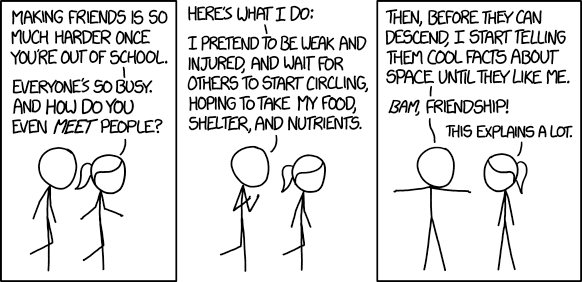 MAKING FRIENDS IS SO
MUCH HARDER ONCE
YOU'RE OUT OF SCHOOL.
EVERYONE'S SO BUSY.
AND HOW DO YOU
EVEN MEET PEOPLE?
HERE'S WHAT I DO:
I PRETEND TO BE WEAK AND
INJURED, AND WAIT FOR
OTHERS TO START CIRCLING,
HOPING TO TAKE MY FOOD,
SHELTER, AND NUTRIENTS.
THEN, BEFORE THEY CAN
DESCEND, I START TELLING
THEM COOL FACTS ABOUT
SPACE UNTIL THEY LIKE ME.
BAM, FRIENDSHIP!
THIS EXPLAINS A LOT.